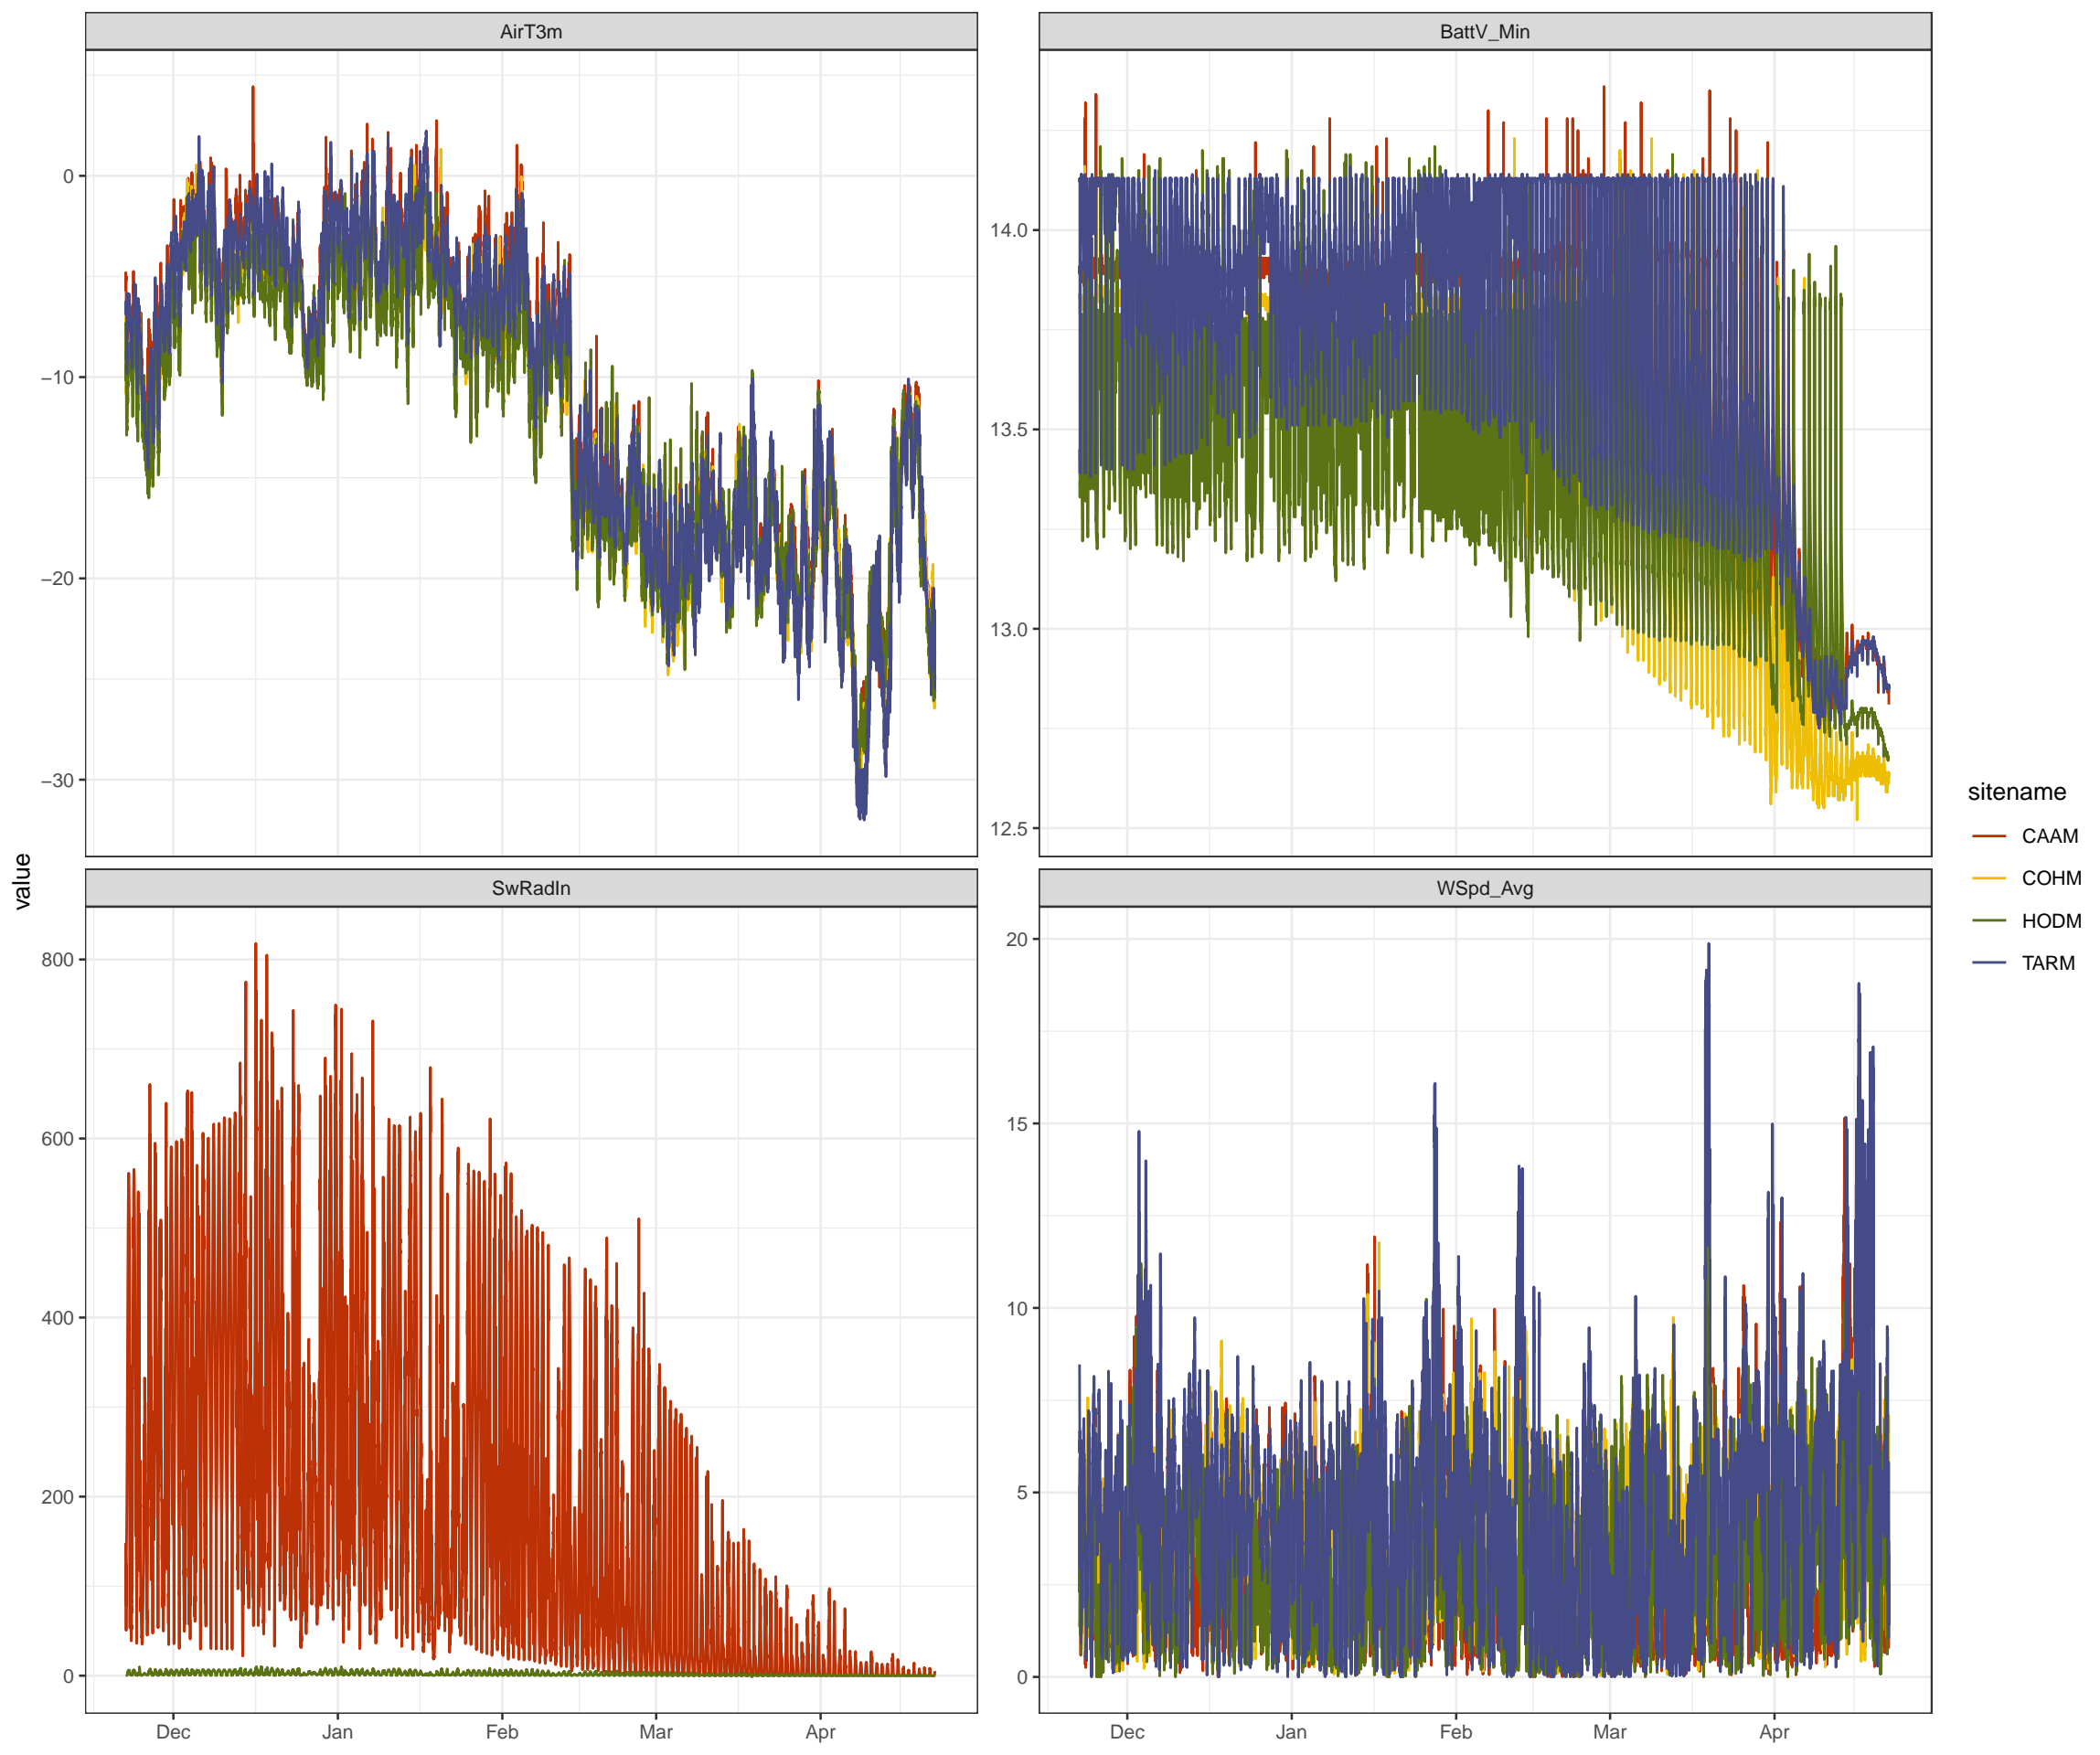 AirT3m
BattV_Min
0
−10
−20
−30
14.0
13.5
13.0
12.5
value
SwRadIn
WSpd_Avg
800
600
400
200
0
20
15
10
5
0
Dec Jan Feb Mar Apr
Dec Jan Feb Mar Apr
sitename
CAAM
COHM
HODM
TARM